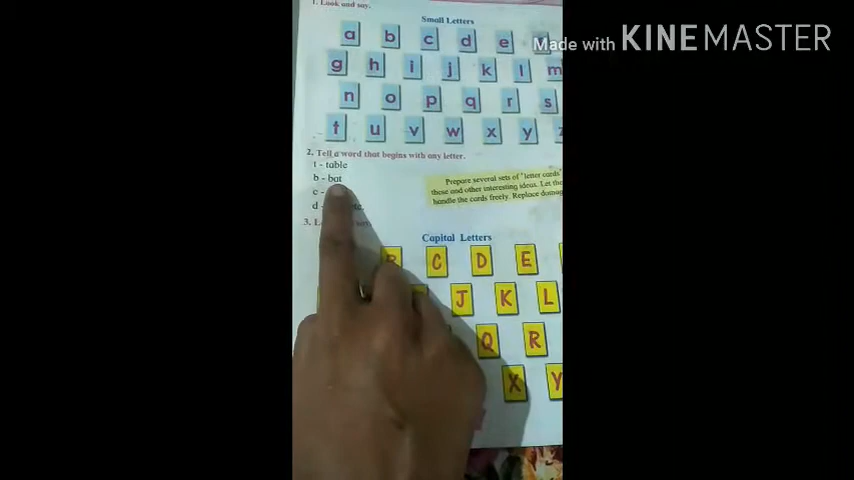 1. Look and say.
Small Letters
a b c d e
g h i j k l m
n o p q r s
t u v w x y z
2. Tell a word that begins with any letter.
t - table
b - bat
c -
d -
Prepare several sets of 'letter cards'
these and other interesting ideas. Let the
handle the cards freely. Replace
3.
Capital Letters
B C D E
J K L
Q R
X Y
Made with KINEMASTER